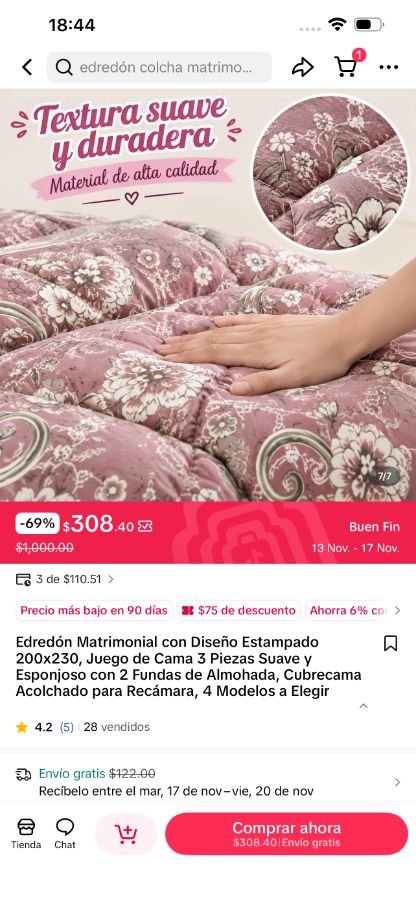 18:44
edredón colcha matrimo...
1
Textura suave
y duradera
Material de alta calidad
7/7
-69% $308.40
Buen Fin
$1,000.00
13 Nov. - 17 Nov.
3 de $110.51
Precio más bajo en 90 días
$75 de descuento
Ahorra 6% co
Edredón Matrimonial con Diseño Estampado
200x230, Juego de Cama 3 Piezas Suave y
Esponjoso con 2 Fundas de Almohada, Cubrecama
Acolchado para Recámara, 4 Modelos a Elegir
4.2 (5) 28 vendidos
Envío gratis $122.00
Recíbelo entre el mar, 17 de nov–vie, 20 de nov
Tienda
Chat
Comprar ahora
$308.40 | Envío gratis